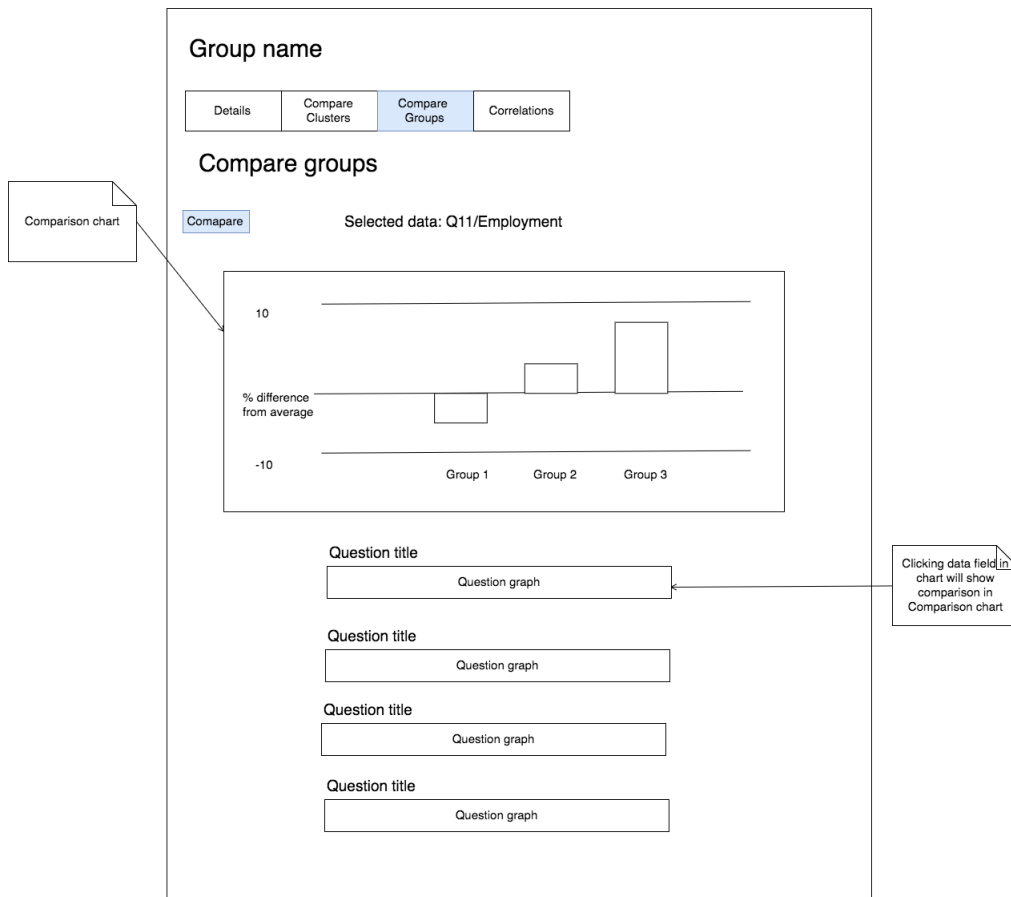 Group name
Details
Compare
Clusters
Compare
Groups
Correlations
Compare groups
Comparison chart
Comapare
Selected data: Q11/Employment
10
% difference
from average
-10
Group 1
Group 2
Group 3
Question title
Question graph
Clicking data field in
chart will show
comparison in
Comparison chart
Question title
Question graph
Question title
Question graph
Question title
Question graph